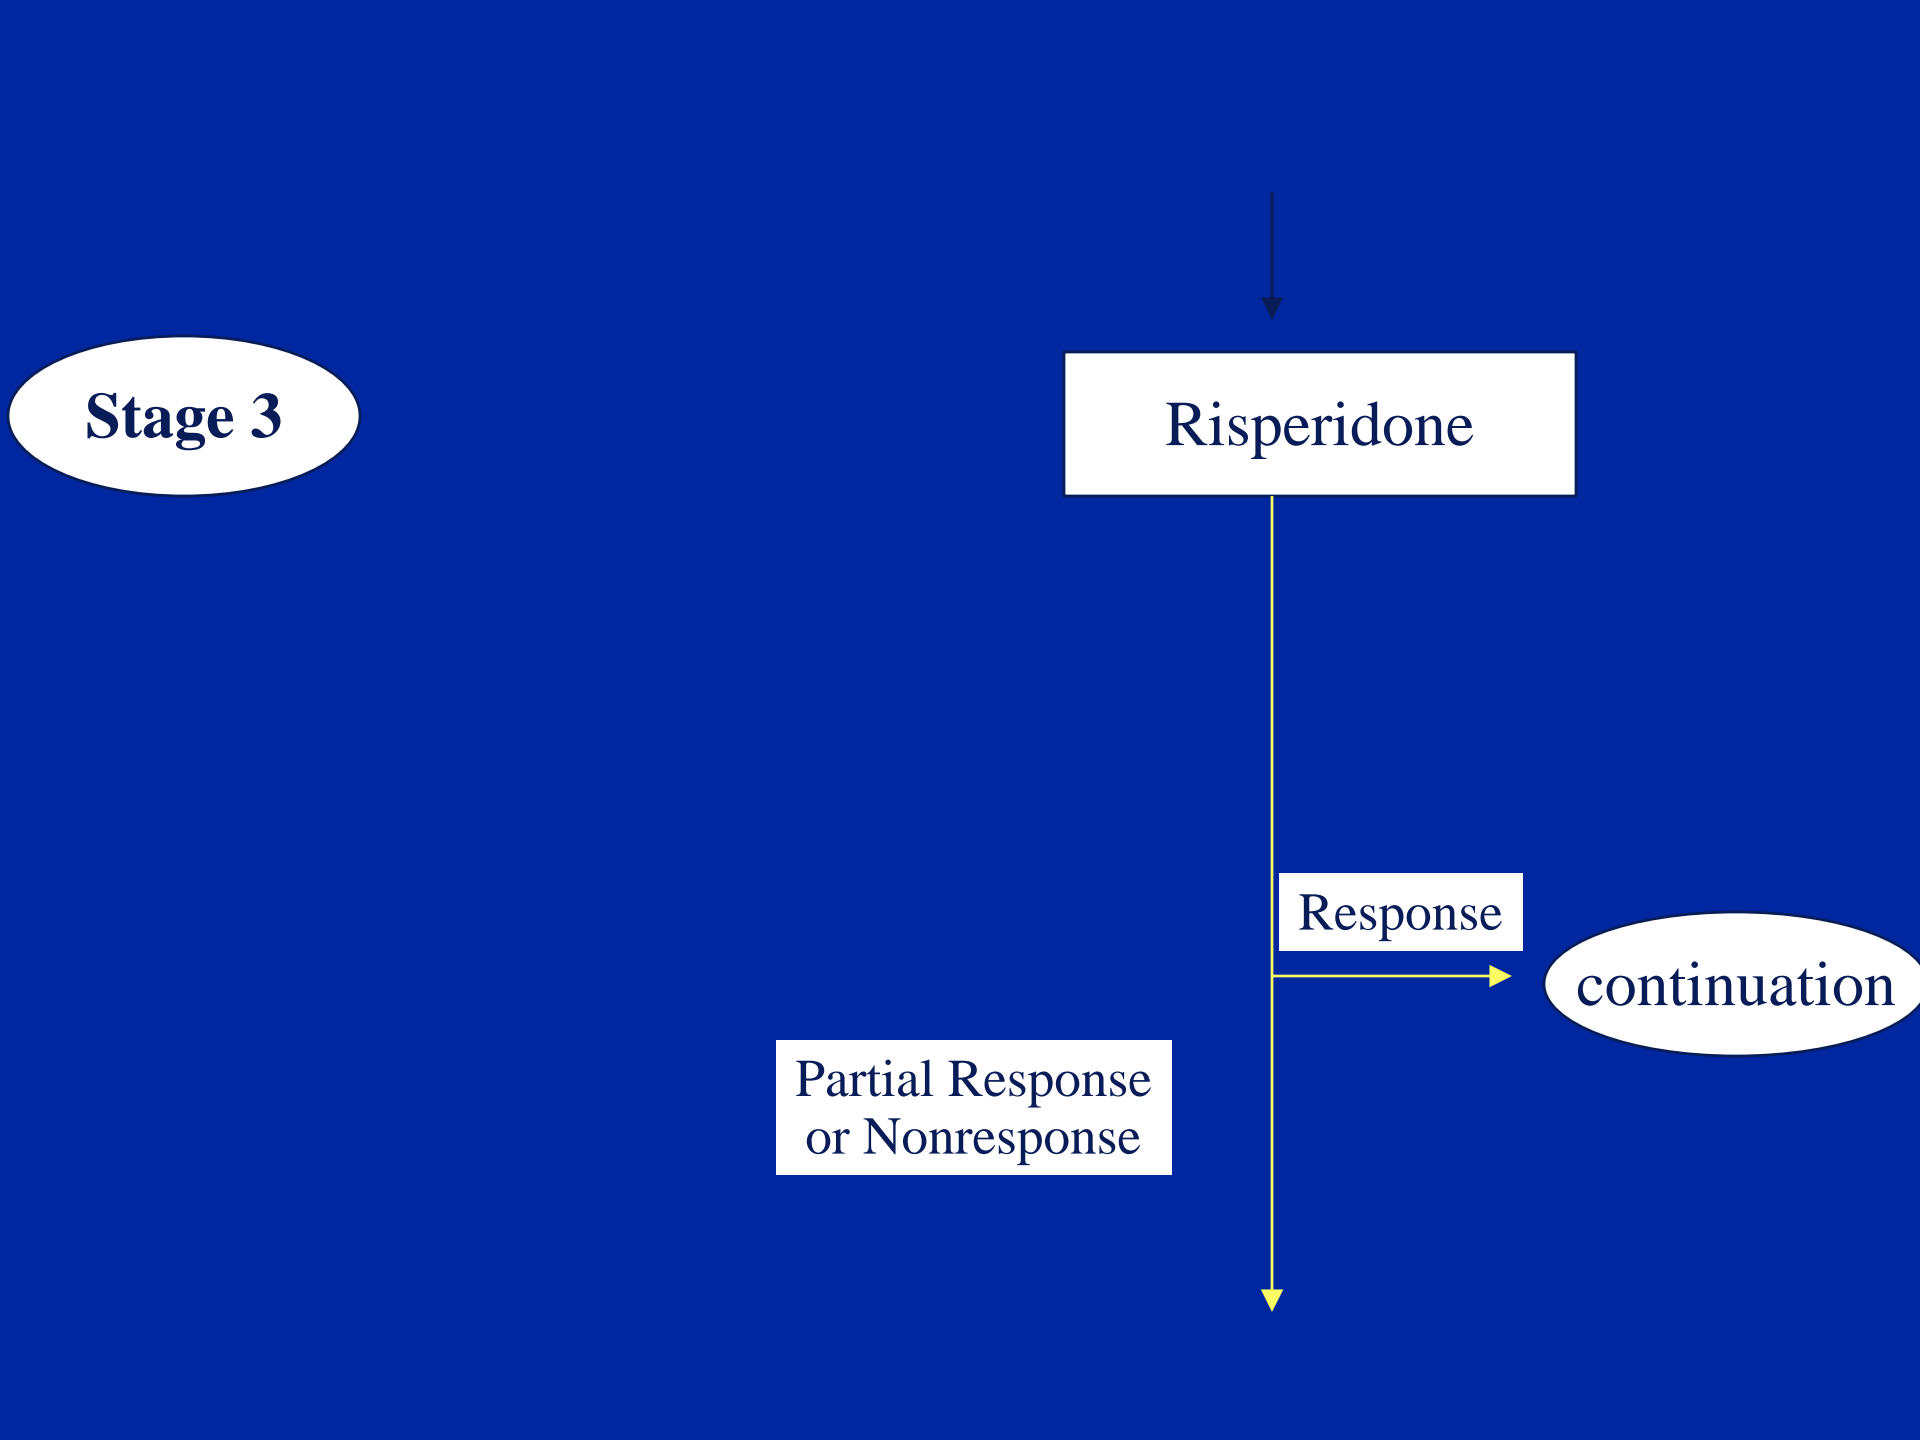 Stage 3
Risperidone
Response
continuation
Partial Response
or Nonresponse